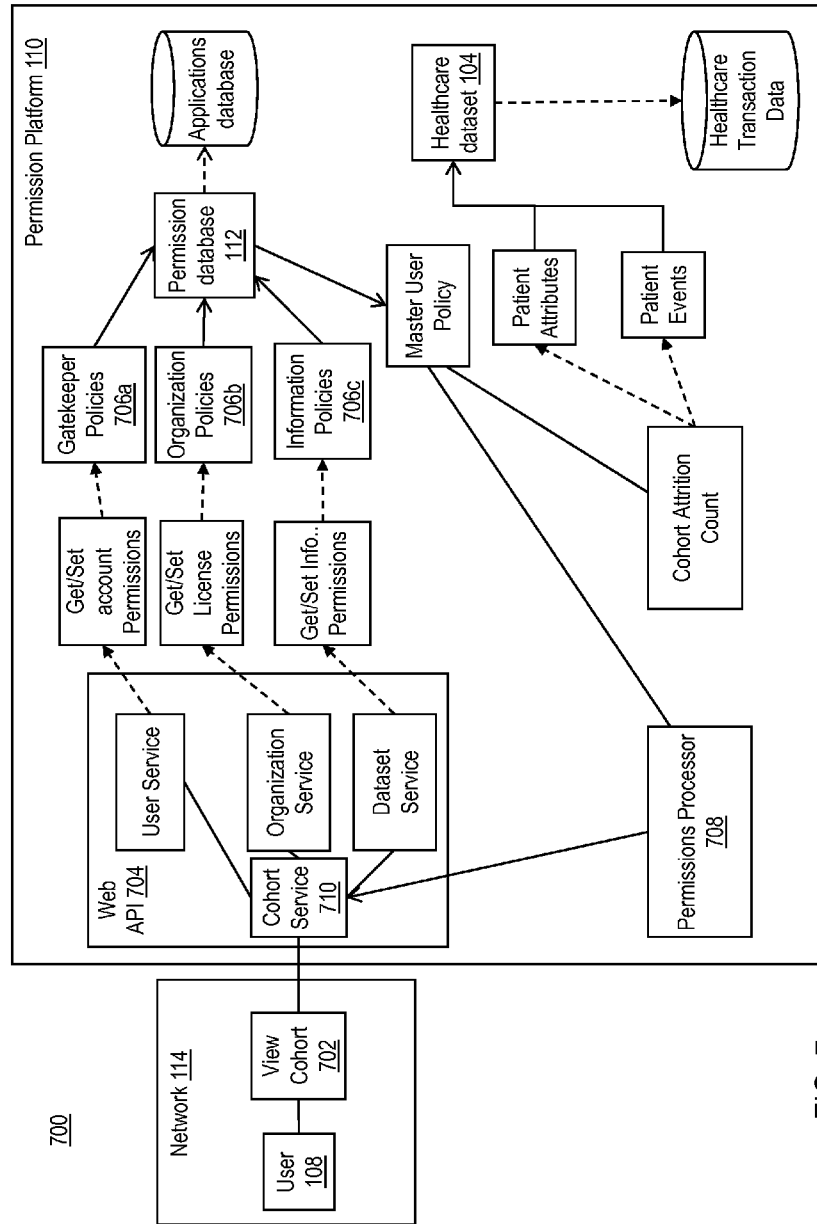 700
Network 114
User
108
View
Cohort
702
Permission Platform 110
Web
API 704
Cohort
Service
710
User Service
Organization
Service
Dataset
Service
Get/Set
account
Permissions
Get/Set
License
Permissions
Get/Set Info..
Permissions
Gatekeeper
Policies
706a
Organization
Policies
706b
Information
Policies
706c
Permission
database
112
Applications
database
Master User
Policy
Permissions Processor
708
Cohort Attrition
Count
Patient
Attributes
Patient
Events
Healthcare
dataset 104
Healthcare
Transaction
Data